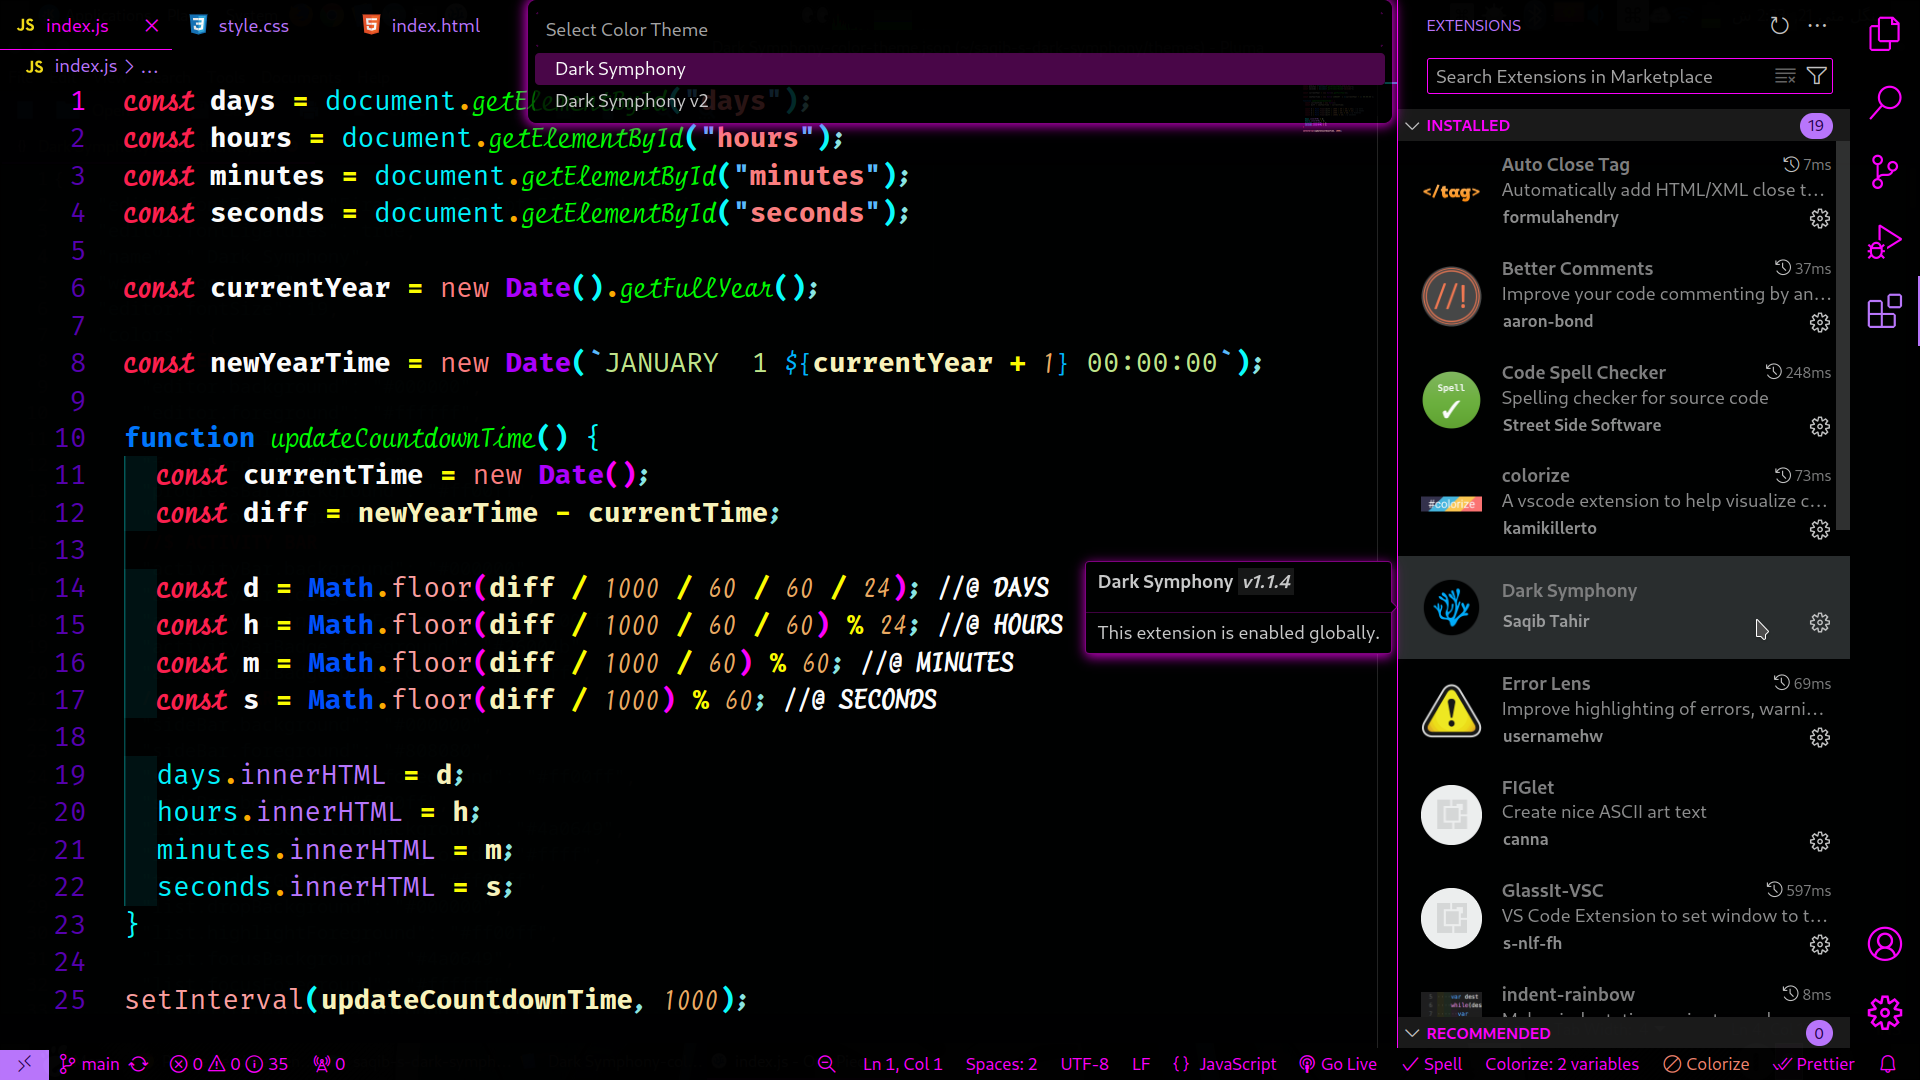 JS index.js
style.css
index.html
JS index.js > ...
Select Color Theme
Dark Symphony
Dark Symphony v2
1 const days = document.getElementById("days");
2 const hours = document.getElementById("hours");
3 const minutes = document.getElementById("minutes");
4 const seconds = document.getElementById("seconds");
5
6 const currentYear = new Date().getFullYear();
7
8 const newYearTime = new Date(`JANUARY  1 ${currentYear + 1} 00:00:00`);
9
10 function updateCountdownTime() {
11 const currentTime = new Date();
12 const diff = newYearTime - currentTime;
13
14 const d = Math.floor(diff / 1000 / 60 / 60 / 24); //@ DAYS
15 const h = Math.floor(diff / 1000 / 60 / 60) % 24; //@ HOURS
16 const m = Math.floor(diff / 1000 / 60) % 60; //@ MINUTES
17 const s = Math.floor(diff / 1000) % 60; //@ SECONDS
18
19 days.innerHTML = d;
20 hours.innerHTML = h;
21 minutes.innerHTML = m;
22 seconds.innerHTML = s;
23 }
24
25 setInterval(updateCountdownTime, 1000);
Dark Symphony v1.1.4
This extension is enabled globally.
EXTENSIONS
Search Extensions in Marketplace
INSTALLED 19
Auto Close Tag 7ms
</tag>
Automatically add HTML/XML close t...
formulahendry
Better Comments 37ms
//!
Improve your code commenting by an...
aaron-bond
Code Spell Checker 248ms
Spell
Spelling checker for source code
Street Side Software
colorize 73ms
#colorize
A vscode extension to help visualize c...
kamikillerto
Dark Symphony
Saqib Tahir
Error Lens 69ms
Improve highlighting of errors, warni...
usernamehw
FIGlet
Create nice ASCII art text
canna
GlassIt-VSC 597ms
VS Code Extension to set window to t...
s-nlf-fh
indent-rainbow 8ms
RECOMMENDED 0
main 0 0 35 0
Ln 1, Col 1 Spaces: 2 UTF-8 LF {} JavaScript Go Live Spell Colorize: 2 variables Colorize Prettier